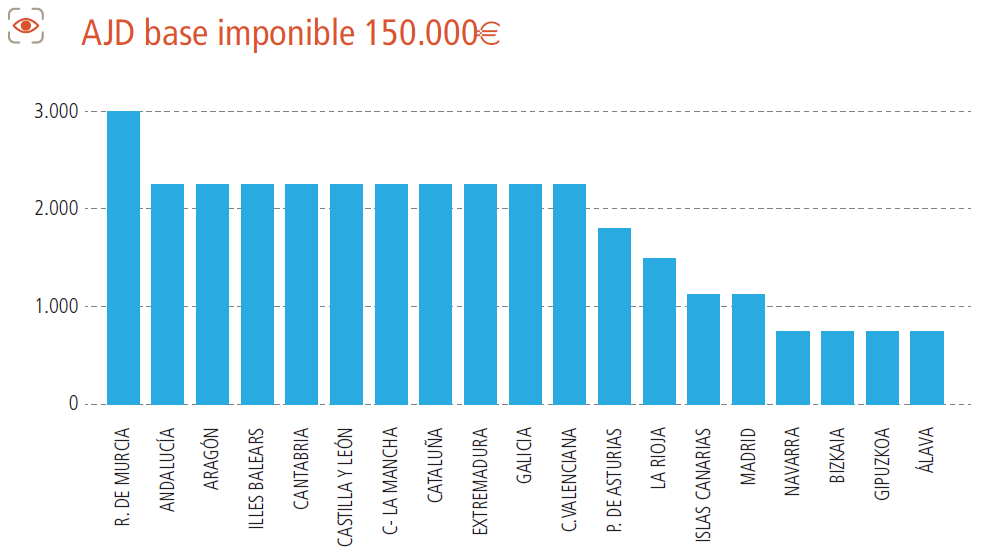 AJD base imponible 150.000€
3.000
2.000
1.000
0
R. DE MURCIA
ANDALUCÍA
ARAGÓN
ILLES BALEARS
CANTABRIA
CASTILLA Y LEÓN
C- LA MANCHA
CATALUÑA
EXTREMADURA
GALICIA
C.VALENCIANA
P. DE ASTURIAS
LA RIOJA
ISLAS CANARIAS
MADRID
NAVARRA
BIZKAIA
GIPUZKOA
ÁLAVA